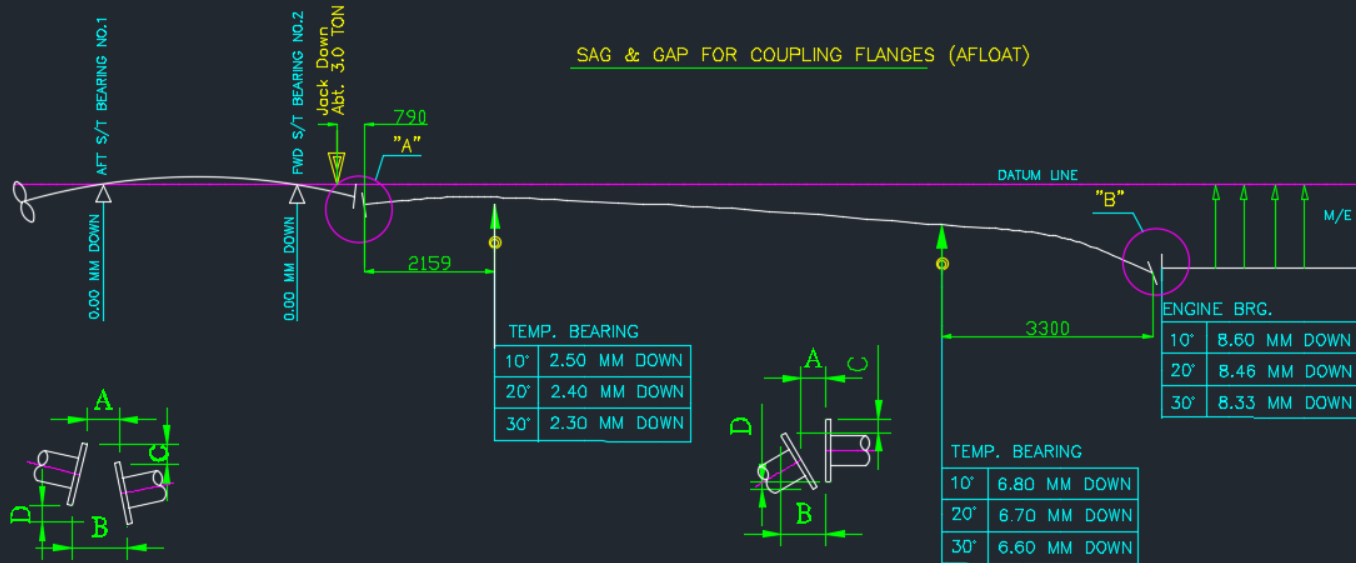 SAG & GAP FOR COUPLING FLANGES (AFLOAT)
AFT S/T BEARING NO.1
FWD S/T BEARING NO.2
Jack Down
Abt. 3.0 TON
790
"A"
DATUM LINE
"B"
M/E
0.00 MM DOWN
0.00 MM DOWN
2159
3300
TEMP. BEARING
10° 2.50 MM DOWN
20° 2.40 MM DOWN
30° 2.30 MM DOWN
ENGINE BRG.
10° 8.60 MM DOWN
20° 8.46 MM DOWN
30° 8.33 MM DOWN
TEMP. BEARING
10° 6.80 MM DOWN
20° 6.70 MM DOWN
30° 6.60 MM DOWN
A
C
D
B
A
C
D
B